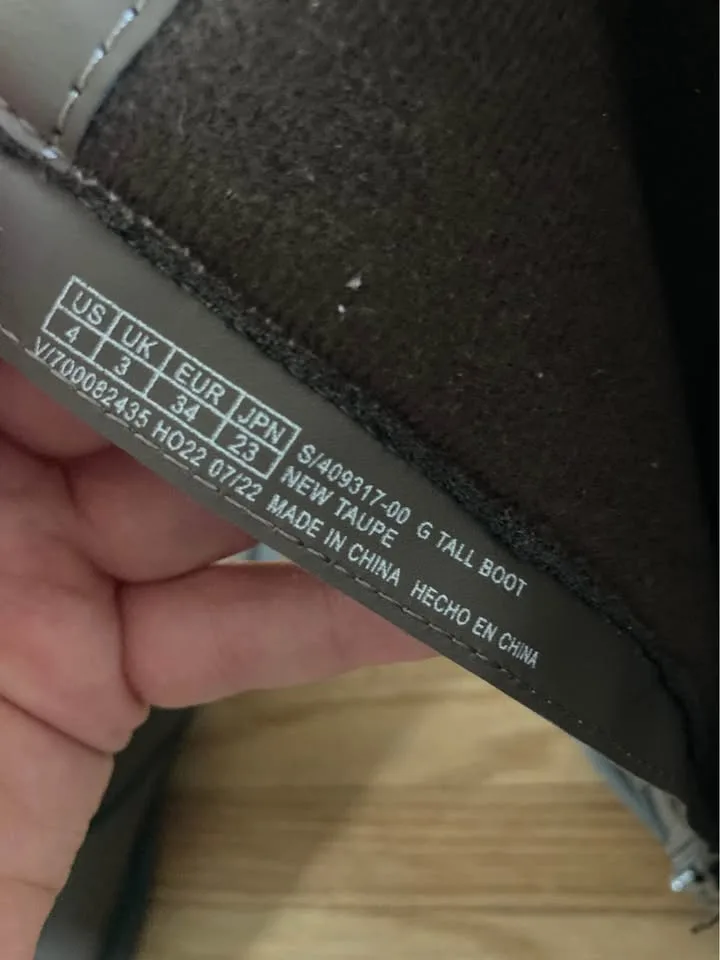 US UK EUR JPN
4 3 34 23
S/409317-00 G TALL BOOT
NEW TAUPE
V/700082435 HO22 07/22 MADE IN CHINA HECHO EN CHINA